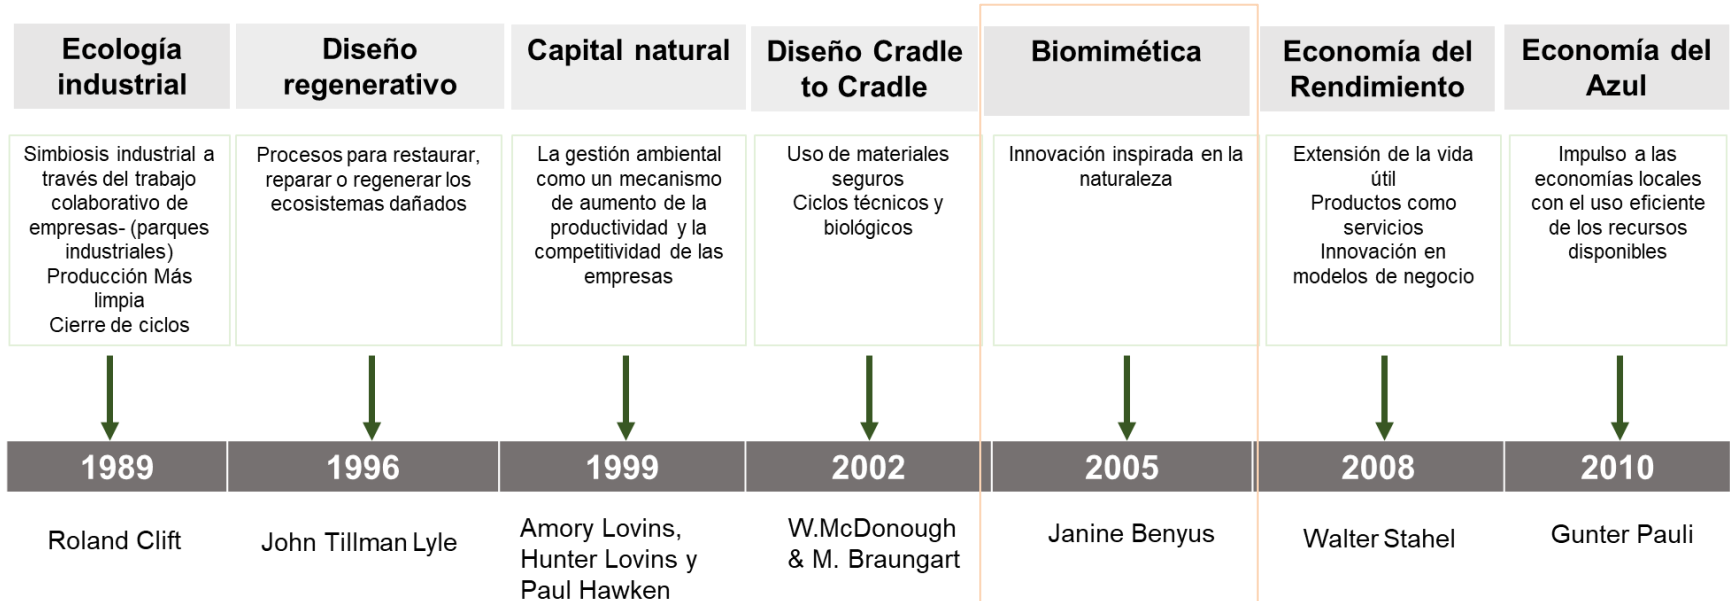 Ecología
industrial
Diseño
regenerativo
Capital natural
Diseño Cradle
to Cradle
Biomimética
Economía del
Rendimiento
Economía del
Azul
Simbiosis industrial a
través del trabajo
colaborativo de
empresas- (parques
industriales)
Producción Más
limpia
Cierre de ciclos
Procesos para restaurar,
reparar o regenerar los
ecosistemas dañados
La gestión ambiental
como un mecanismo
de aumento de la
productividad y la
competitividad de las
empresas
Uso de materiales
seguros
Ciclos técnicos y
biológicos
Innovación inspirada en la
naturaleza
Extensión de la vida
útil
Productos como
servicios
Innovación en
modelos de negocio
Impulso a las
economías locales
con el uso eficiente
de los recursos
disponibles
1989
1996
1999
2002
2005
2008
2010
Roland Clift
John Tillman Lyle
Amory Lovins,
Hunter Lovins y
Paul Hawken
W.McDonough
& M. Braungart
Janine Benyus
Walter Stahel
Gunter Pauli